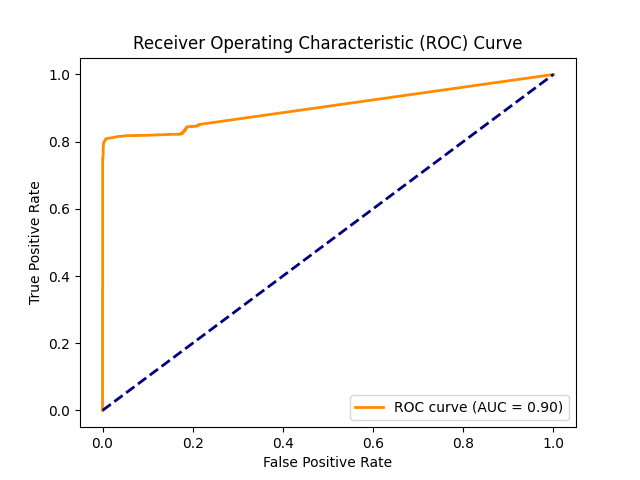 Receiver Operating Characteristic (ROC) Curve
1.0
0.8
0.6
0.4
0.2
0.0
True Positive Rate
ROC curve (AUC = 0.90)
0.0 0.2 0.4 0.6 0.8 1.0
False Positive Rate